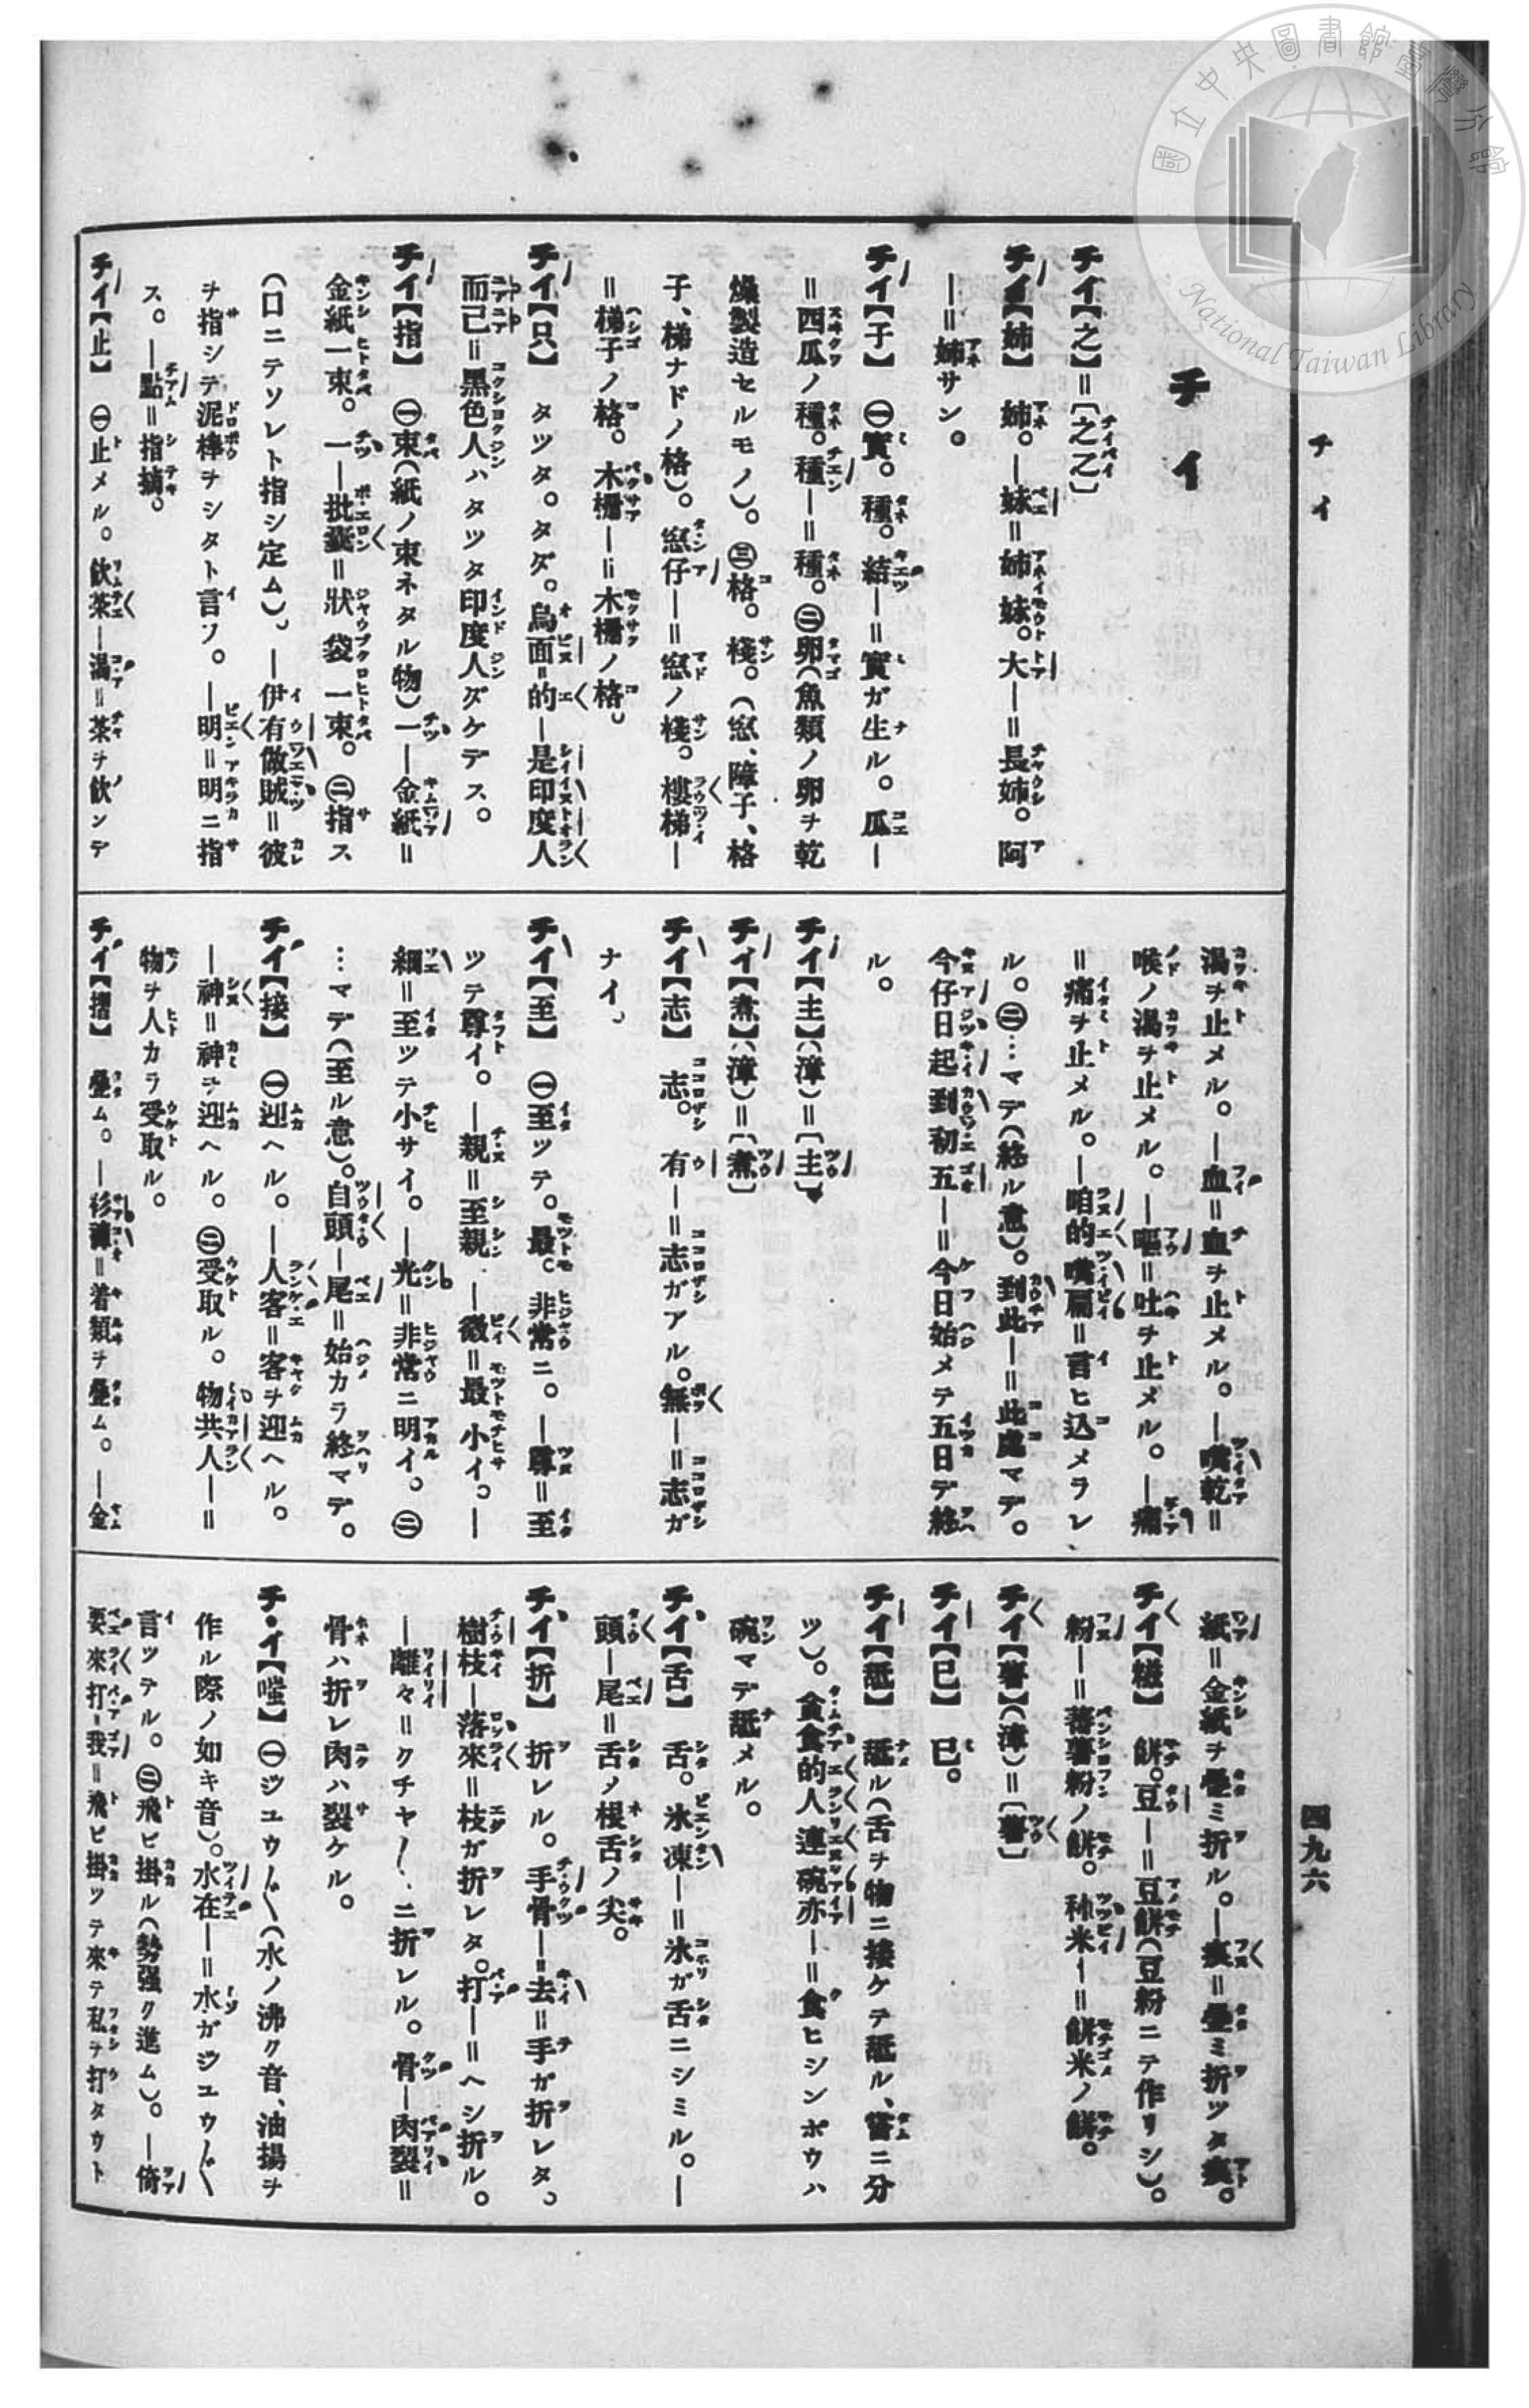 國立中央圖書館臺灣分館
National Taiwan Library
チイ
四九六
チイ
チイ【之】=〔之乙〕
チイ【姉】 姉。—妹=姉妹。大—=長姉。阿
—=姉サン。
チイ【子】 ㊀實。種。結—=實ガ生ル。瓜—
=四瓜ノ種。種—=種。㊁卵(魚類ノ卵ヲ乾
燥製造セルモノ)。㊂格。棧。(窓、障子、格
子、梯ナドノ格)。窓仔—=窓ノ棧。樓梯—
=梯子ノ格。木柵—=木柵ノ格。
チイ【只】 タツタ。タダ。烏面的—是印度人
而己=黑色人ハタツタ印度人ダケデス。
チイ【指】 ㊀束(紙ノ束ネタル物)一—金紙=
金紙一束。一—批囊=狀袋一束。㊁指ス
(口ニテソレト指シ定ム)。—伊有做賊=彼
ヲ指シテ泥棒ヲシタト言フ。—明=明ニ指
ス。—點=指摘。
チイ【止】 ㊀止メル。飮茶—渴=茶ヲ飮ンデ
渴ヲ止メル。—血=血ヲ止メル。—嘴乾=
喉ノ渴ヲ止メル。—嘔=吐ヲ止メル。—痛
=痛ヲ止メル。—咱的嘴扁=言ヒ込メラレ
ル。㊁…マデ(終ル意)。到此—=此處マデ。
今仔日起到初五—=今日始メテ五日デ終
ル。
チイ【主】(漳)=〔主〕
チイ【煮】(漳)=〔煮〕
チイ【志】 志。有—=志ガアル。無—=志ガ
ナイ。
チイ【至】 ㊀至ツテ。最。非常ニ。—尊=至
ツテ尊イ。—親=至親 —微=最小イ。—
細=至ツテ小サイ。—光=非常ニ明イ。㊁
…マデ(至ル意)。自頭—尾=始カラ終マデ。
チイ【接】 ㊀迎ヘル。—人客=客ヲ迎ヘル。
—神=神ヲ迎ヘル。㊁受取ル。物共人—=
物ヲ人カラ受取ル。
チイ【摺】 疊ム。—衫褲=着類ヲ疊ム。—金
紙=金紙ヲ疊ミ折ル。—痕=疊ミ折ツタ痕。
チイ【糍】 餅。豆—=豆餅(豆粉ニテ作リシ)。
粉—=蕃薯粉ノ餅。秫米—=餅米ノ餅。
チイ【薯】(漳)=〔薯〕
チイ【巳】 巳。
チイ【舐】 舐ル(舌ヲ物ニ接ケテ舐ル、嘗ニ分
ツ)。貪食的人連碗亦—=食ヒシンボウハ
碗マデ舐メル。
チイ【舌】 舌。氷凍—=氷ガ舌ニシミル。—
頭—尾=舌ノ根舌ノ尖。
チイ【折】 折レル。手骨—去=手ガ折レタ。
樹枝—落來=枝ガ折レタ。打—=ヘシ折ル。
—離々=クチヤ〳〵ニ折レル。骨—肉裂=
骨ハ折レ肉ハ裂ケル。
チ・イ【嗞】 ㊀ジユウ〴〵(水ノ沸ク音、油揚ヲ
作ル際ノ如キ音)。水在—=水ガジユウ〴〵
言ツテル。㊁飛ビ掛ル(勢强ク進ム)。—倚
要來打我=飛ビ掛ツテ來テ私ヲ打タウト